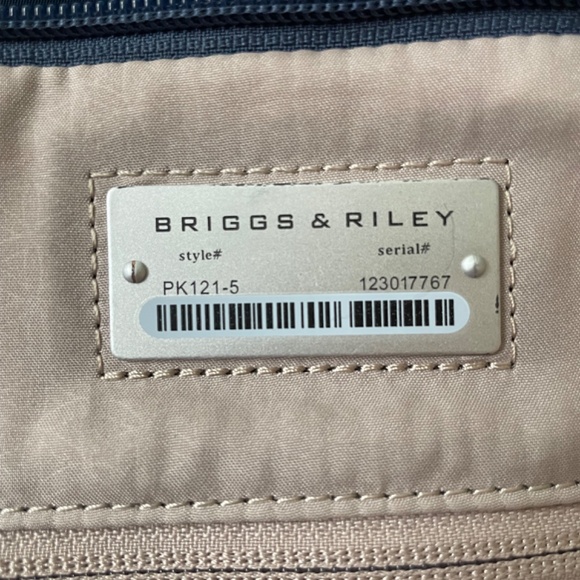 BRIGGS & RILEY
style# serial#
PK121-5 123017767